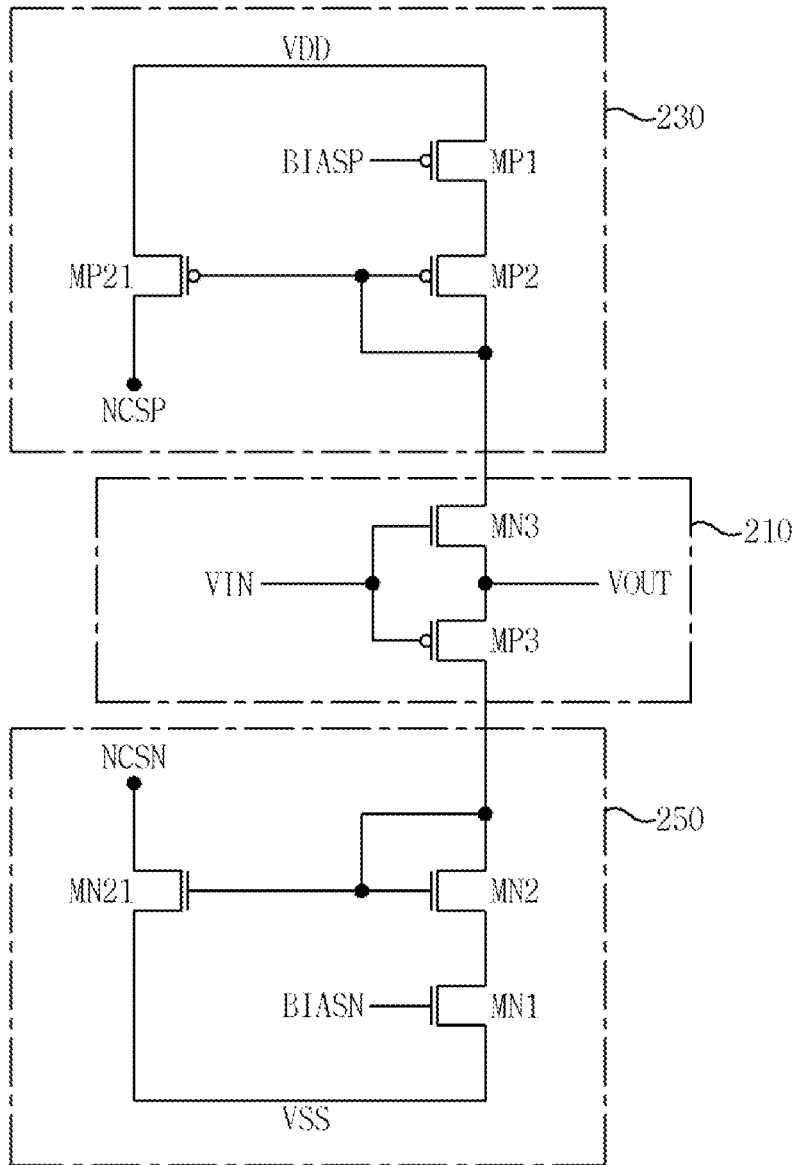 VDD
230
BIASP
MP1
MP21
MP2
NCSP
MN3
210
VIN
VOUT
MP3
NCSN
250
MN21
MN2
BIASN
MN1
VSS